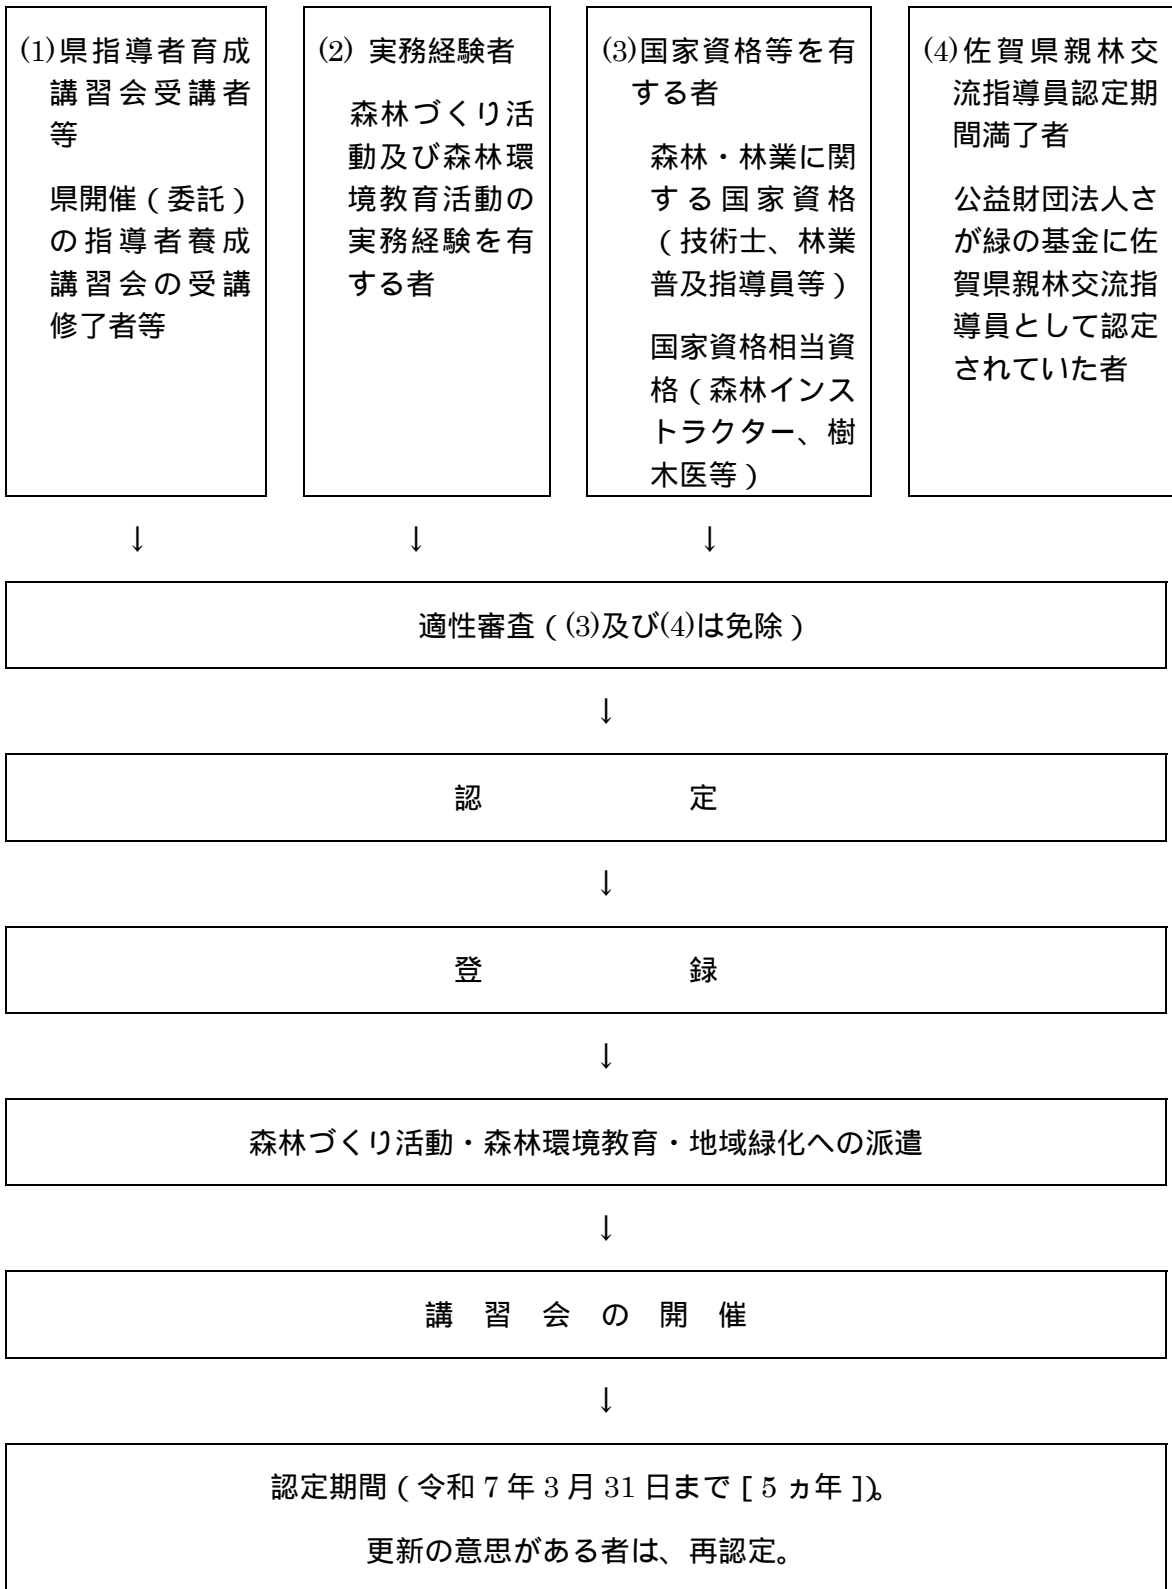 (1)県指導者育成
講習会受講者
等
県開催（委託）
の指導者養成
講習会の受講
修了者等
(2) 実務経験者
森林づくり活
動及び森林環
境教育活動の
実務経験を有
する者
(3)国家資格等を有
する者
森林・林業に関
する国家資格
（技術士、林業
普及指導員等）
国家資格相当資
格（森林インス
トラクター、樹
木医等）
(4)佐賀県親林交
流指導員認定期
間満了者
公益財団法人さ
が緑の基金に佐
賀県親林交流指
導員として認定
されていた者
↓ ↓ ↓
適性審査（(3)及び(4)は免除）
↓
認 定
↓
登 録
↓
森林づくり活動・森林環境教育・地域緑化への派遣
↓
講 習 会 の 開 催
↓
認定期間（令和 7 年 3 月 31 日まで［5 ヵ年］）。
更新の意思がある者は、再認定。